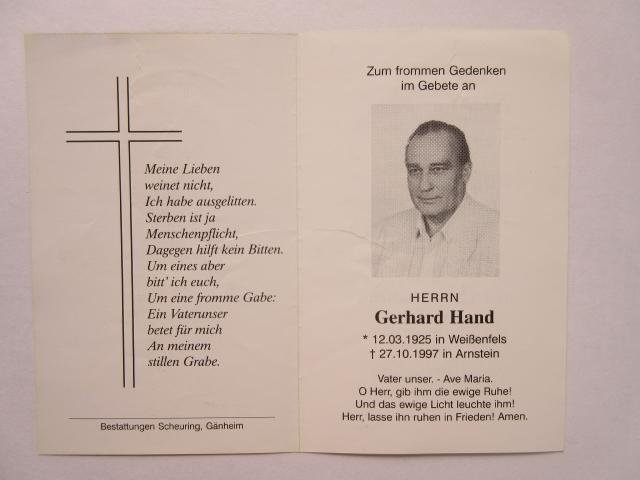 Meine Lieben
weinet nicht,
Ich habe ausgelitten.
Sterben ist ja
Menschenpflicht,
Dagegen hilft kein Bitten.
Um eines aber
bitt' ich euch,
Um eine fromme Gabe:
Ein Vaterunser
betet für mich
An meinem
stillen Grabe.
Bestattungen Scheuring, Gänheim
Zum frommen Gedenken
im Gebete an
HERRN
Gerhard Hand
* 12.03.1925 in Weißenfels
† 27.10.1997 in Arnstein
Vater unser. - Ave Maria.
O Herr, gib ihm die ewige Ruhe!
Und das ewige Licht leuchte ihm!
Herr, lasse ihn ruhen in Frieden! Amen.